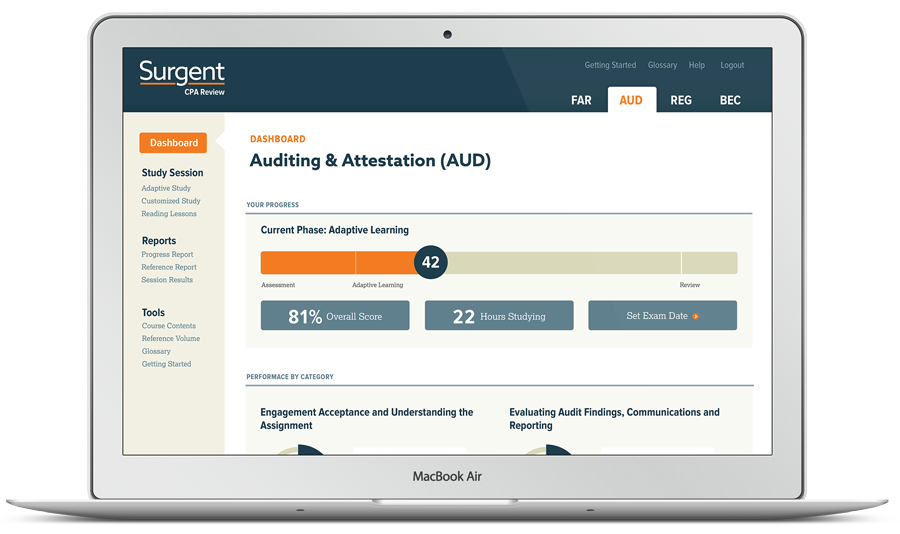 Surgent
CPA Review
Getting Started Glossary Help Logout
FAR AUD REG BEC
Dashboard
Study Session
Adaptive Study
Customized Study
Reading Lessons
Reports
Progress Report
Reference Report
Session Results
Tools
Course Contents
Reference Volume
Glossary
Getting Started
DASHBOARD
Auditing & Attestation (AUD)
YOUR PROGRESS
Current Phase: Adaptive Learning
42
Assessment Adaptive Learning Review
81% Overall Score
22 Hours Studying
Set Exam Date
PERFORMACE BY CATEGORY
Engagement Acceptance and Understanding the
Assignment
Evaluating Audit Findings, Communications and
Reporting
MacBook Air